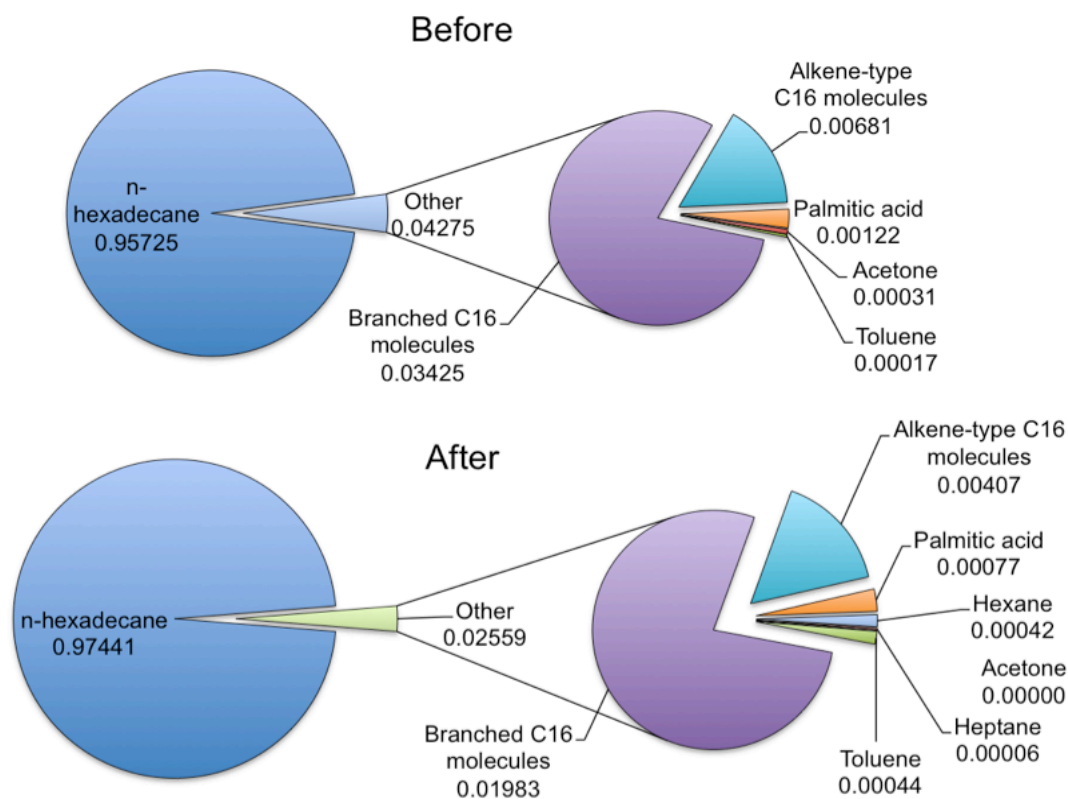 Before
n-
hexadecane
0.95725
Other
0.04275
Branched C16
molecules
0.03425
Alkene-type
C16 molecules
0.00681
Palmitic acid
0.00122
Acetone
0.00031
Toluene
0.00017
After
n-hexadecane
0.97441
Other
0.02559
Branched C16
molecules
0.01983
Alkene-type C16
molecules
0.00407
Palmitic acid
0.00077
Hexane
0.00042
Acetone
0.00000
Heptane
0.00006
Toluene
0.00044